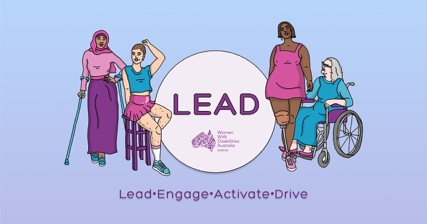 LEAD
Women
With
Disabilities
Australia
Lead•Engage•Activate•Drive